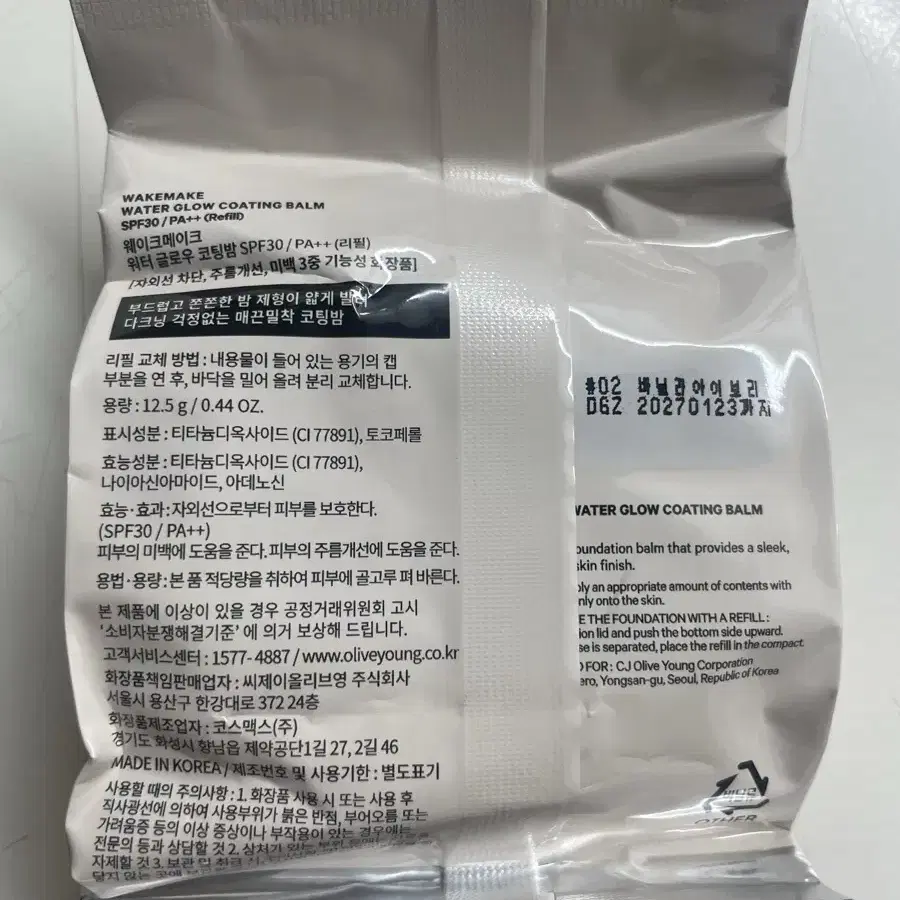 WAKEMAKE
WATER GLOW COATING BALM
SPF30 / PA++ (Refill)
웨이크메이크
워터 글로우 코팅밤 SPF30 / PA++ (리필)
[자외선 차단, 주름개선, 미백 3중 기능성 화장품]
부드럽고 쫀쫀한 밤 제형이 얇게 발려
다크닝 걱정없는 매끈밀착 코팅밤
리필 교체 방법 : 내용물이 들어 있는 용기의 캡
부분을 연 후, 바닥을 밀어 올려 분리 교체합니다.
용량 : 12.5 g / 0.44 OZ.
표시성분 : 티타늄디옥사이드 (CI 77891), 토코페롤
효능성분 : 티타늄디옥사이드 (CI 77891),
나이아신아마이드, 아데노신
효능·효과 : 자외선으로부터 피부를 보호한다.
(SPF30 / PA++)
피부의 미백에 도움을 준다. 피부의 주름개선에 도움을 준다.
용법·용량 : 본 품 적당량을 취하여 피부에 골고루 펴 바른다.
본 제품에 이상이 있을 경우 공정거래위원회 고시
'소비자분쟁해결기준' 에 의거 보상해 드립니다.
고객서비스센터 : 1577- 4887 / www.oliveyoung.co.kr
화장품책임판매업자 : 씨제이올리브영 주식회사
서울시 용산구 한강대로 372 24층
화장품제조업자 : 코스맥스(주)
경기도 화성시 향남읍 제약공단1길 27, 2길 46
MADE IN KOREA / 제조번호 및 사용기한 : 별도표기
사용할 때의 주의사항 : 1. 화장품 사용 시 또는 사용 후
직사광선에 의하여 사용부위가 붉은 반점, 부어오름 또는
가려움증 등의 이상 증상이나 부작용이 있는 경우에는
전문의 등과 상담할 것 2. 상처가 있는 부위
자제할 것 3. 보관 및 취급 시
#02 바닐라아이보리
D6Z 20270123까지
WATER GLOW COATING BALM
oundation balm that provides a sleek,
skin finish.
ply an appropriate amount of contents with
nly onto the skin.
E THE FOUNDATION WITH A REFILL :
ion lid and push the bottom side upward.
se is separated, place the refill in the compact.
D FOR : CJ Olive Young Corporation
ero, Yongsan-gu, Seoul, Republic of Korea
비닐류
OTHER